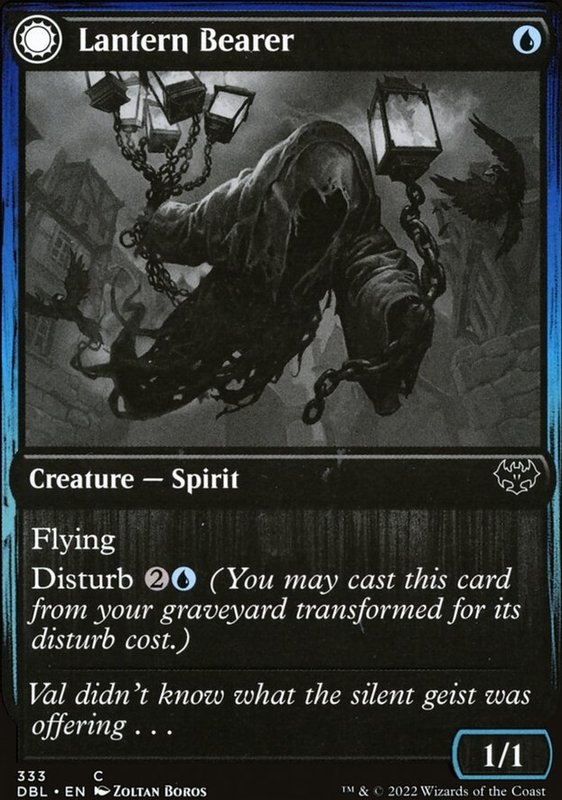 Lantern Bearer
Creature — Spirit
Flying
Disturb 2 (You may cast this card
from your graveyard transformed for its
disturb cost.)
Val didn't know what the silent geist was
offering . . .
1/1
333 C
DBL • EN Zoltan Boros
™ & © 2022 Wizards of the Coast